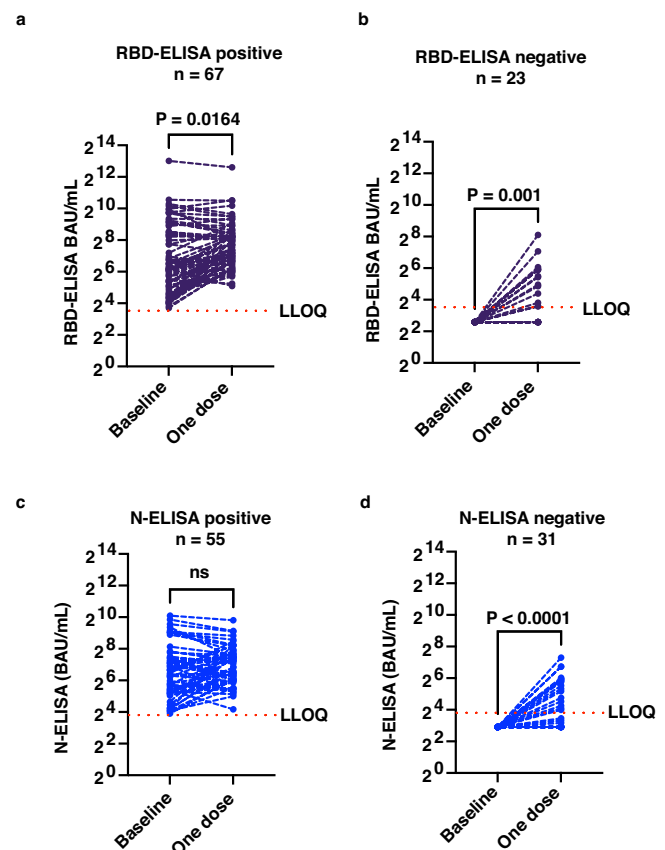 a
RBD-ELISA positive
n = 67
P = 0.0164
RBD-ELISA BAU/mL
2^14
2^12
2^10
2^8
2^6
2^4
2^2
2^0
LLOQ
Baseline
One dose
b
RBD-ELISA negative
n = 23
P = 0.001
RBD-ELISA BAU/mL
2^14
2^12
2^10
2^8
2^6
2^4
2^2
2^0
LLOQ
Baseline
One dose
c
N-ELISA positive
n = 55
ns
N-ELISA (BAU/mL)
2^14
2^12
2^10
2^8
2^6
2^4
2^2
2^0
LLOQ
Baseline
One dose
d
N-ELISA negative
n = 31
P < 0.0001
N-ELISA (BAU/mL)
2^14
2^12
2^10
2^8
2^6
2^4
2^2
2^0
LLOQ
Baseline
One dose